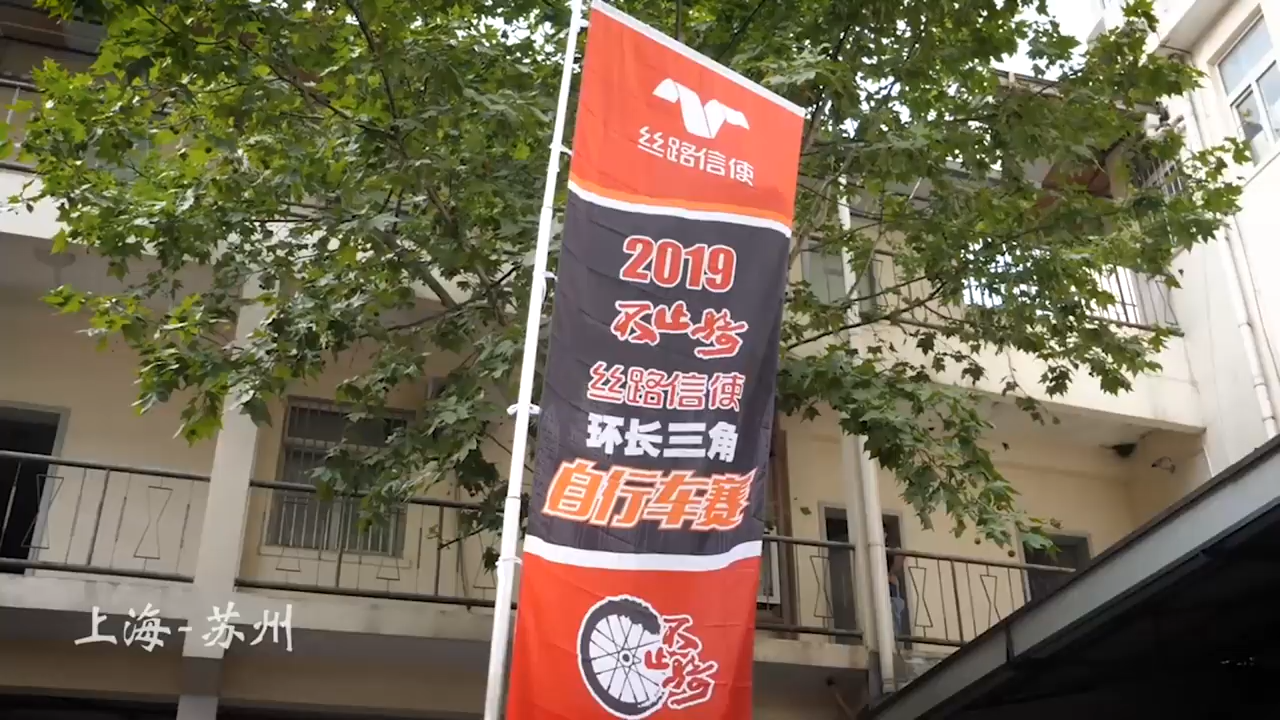 丝路信使
2019
不止骑
丝路信使
环长三角
自行车赛
不止骑
上海-苏州